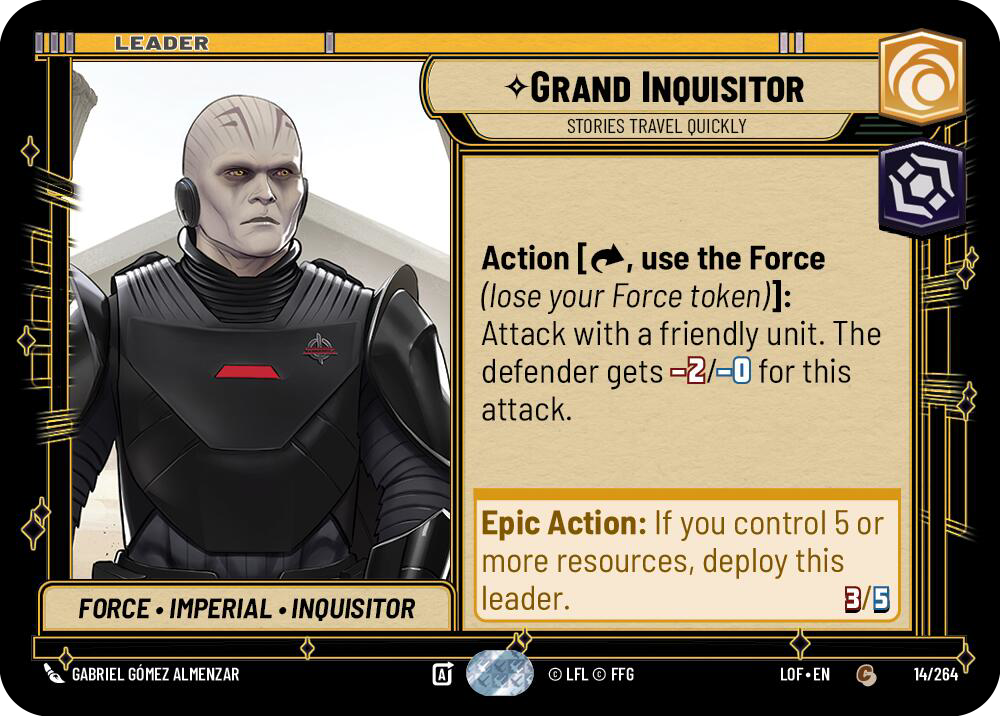 LEADER
GRAND INQUISITOR
STORIES TRAVEL QUICKLY
Action [, use the Force
(lose your Force token)]:
Attack with a friendly unit. The
defender gets -2/-0 for this
attack.
Epic Action: If you control 5 or
more resources, deploy this
leader.
3/5
FORCE • IMPERIAL • INQUISITOR
GABRIEL GÓMEZ ALMENZAR
A
© LFL © FFG
LOF • EN
C
14/264